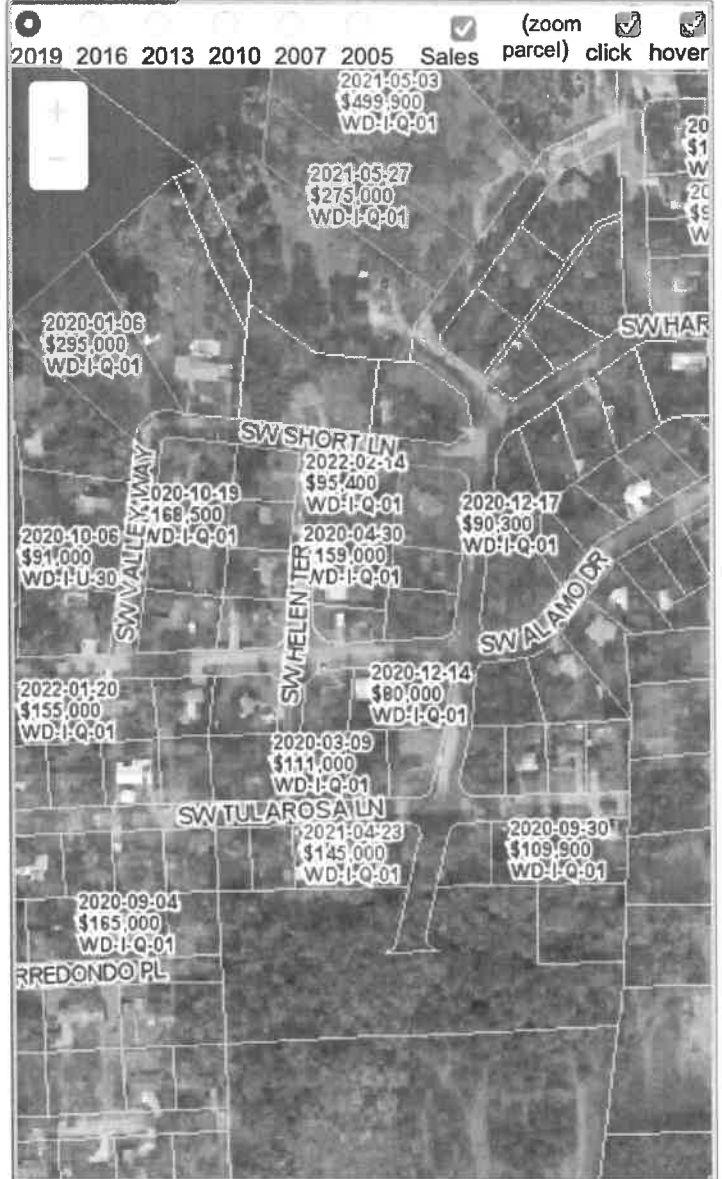 2019 2016 2013 2010 2007 2005 Sales (zoom parcel) click hover
+
−
2021-05-03
$499,900
WD-I-Q-01
2021-05-27
$275,000
WD-I-Q-01
20
$1
W
20
$9
W
SW HAR
2020-01-06
$295,000
WD-I-Q-01
SW SHORT LN
2022-02-14
$95,400
WD-I-Q-01
020-10-19
168,500
WD-I-Q-01
2020-12-17
$90,300
WD-I-Q-01
2020-10-06
$91,000
WD-I-U-30
2020-04-30
159,000
WD-I-Q-01
SW VALLEY WAY
SW HELEN TER
SW ALAMO DR
2022-01-20
$155,000
WD-I-Q-01
2020-12-14
$80,000
WD-I-Q-01
2020-03-09
$111,000
WD-I-Q-01
SW TULAROSA LN
2021-04-23
$145,000
WD-I-Q-01
2020-09-30
$109,900
WD-I-Q-01
2020-09-04
$165,000
WD-I-Q-01
RREDONDO PL